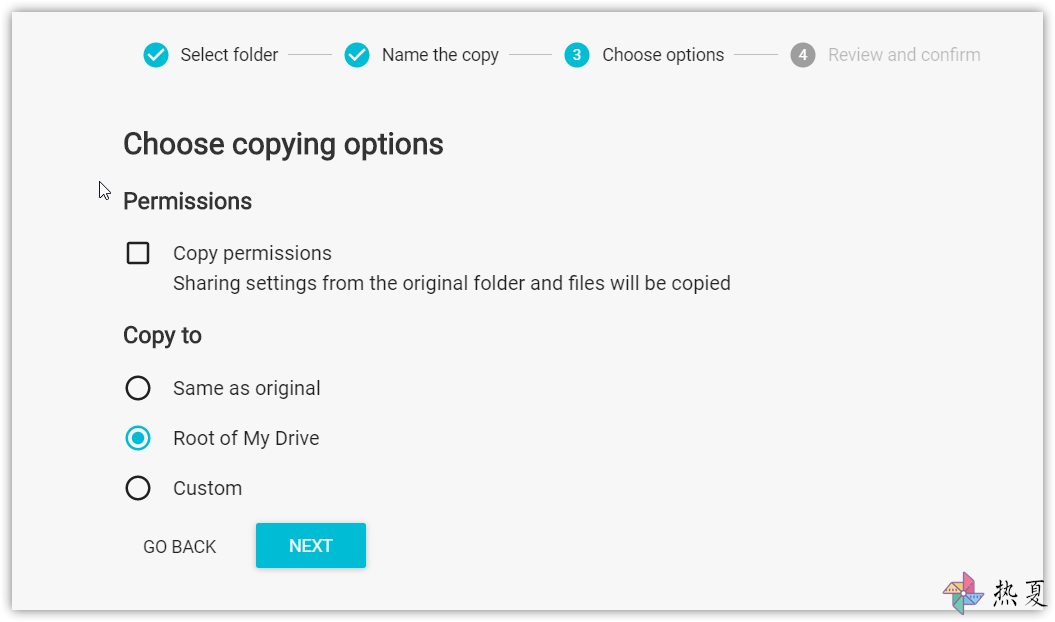 Select folder Name the copy 3 Choose options 4 Review and confirm
Choose copying options
Permissions
Copy permissions
Sharing settings from the original folder and files will be copied
Copy to
Same as original
Root of My Drive
Custom
GO BACK NEXT
热夏